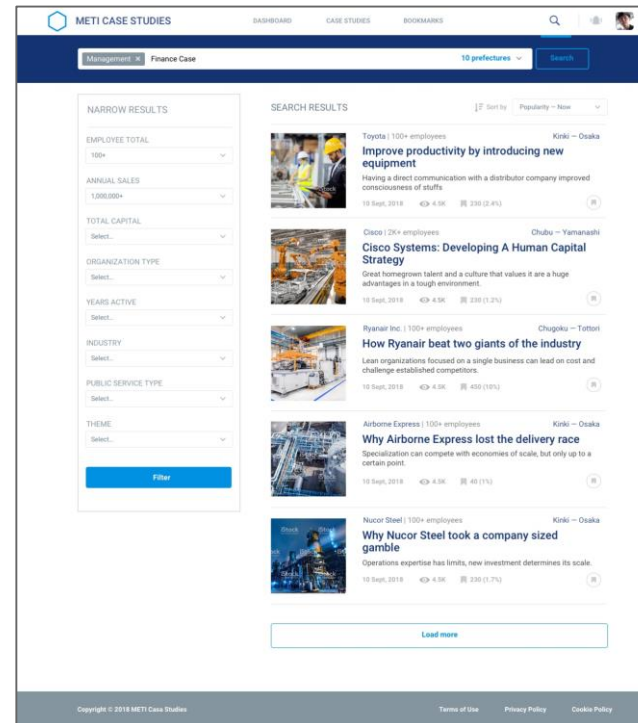 METI CASE STUDIES
DASHBOARD CASE STUDIES BOOKMARKS
Management × Finance Case 10 prefectures Search
NARROW RESULTS
EMPLOYEE TOTAL
100+
ANNUAL SALES
1,000,000+
TOTAL CAPITAL
Select...
ORGANIZATION TYPE
Select...
YEARS ACTIVE
Select...
INDUSTRY
Select...
PUBLIC SERVICE TYPE
Select...
THEME
Select...
Filter
SEARCH RESULTS Sort by Popularity – Now
Toyota | 100+ employees Kinki – Osaka
Improve productivity by introducing new
equipment
Having a direct communication with a distributor company improved
consciousness of stuffs
10 Sept, 2018 4.5K 230 (2.4%)
Cisco | 2K+ employees Chubu – Yamanashi
Cisco Systems: Developing A Human Capital
Strategy
Great homegrown talent and a culture that values it are a huge
advantages in a tough environment.
10 Sept, 2018 4.5K 230 (1.2%)
Ryanair Inc. | 100+ employees Chugoku – Tottori
How Ryanair beat two giants of the industry
Lean organizations focused on a single business can lead on cost and
challenge established competitors.
10 Sept, 2018 4.5K 450 (10%)
Airborne Express | 100+ employees Kinki – Osaka
Why Airborne Express lost the delivery race
Specialization can compete with economies of scale, but only up to a
certain point.
10 Sept, 2018 4.5K 40 (1%)
Nucor Steel | 100+ employees Kinki – Osaka
Why Nucor Steel took a company sized
gamble
Operations expertise has limits, new investment determines its scale.
10 Sept, 2018 4.5K 230 (1.7%)
iStock
Load more
Copyright © 2018 METI Case Studies Terms of Use Privacy Policy Cookie Policy